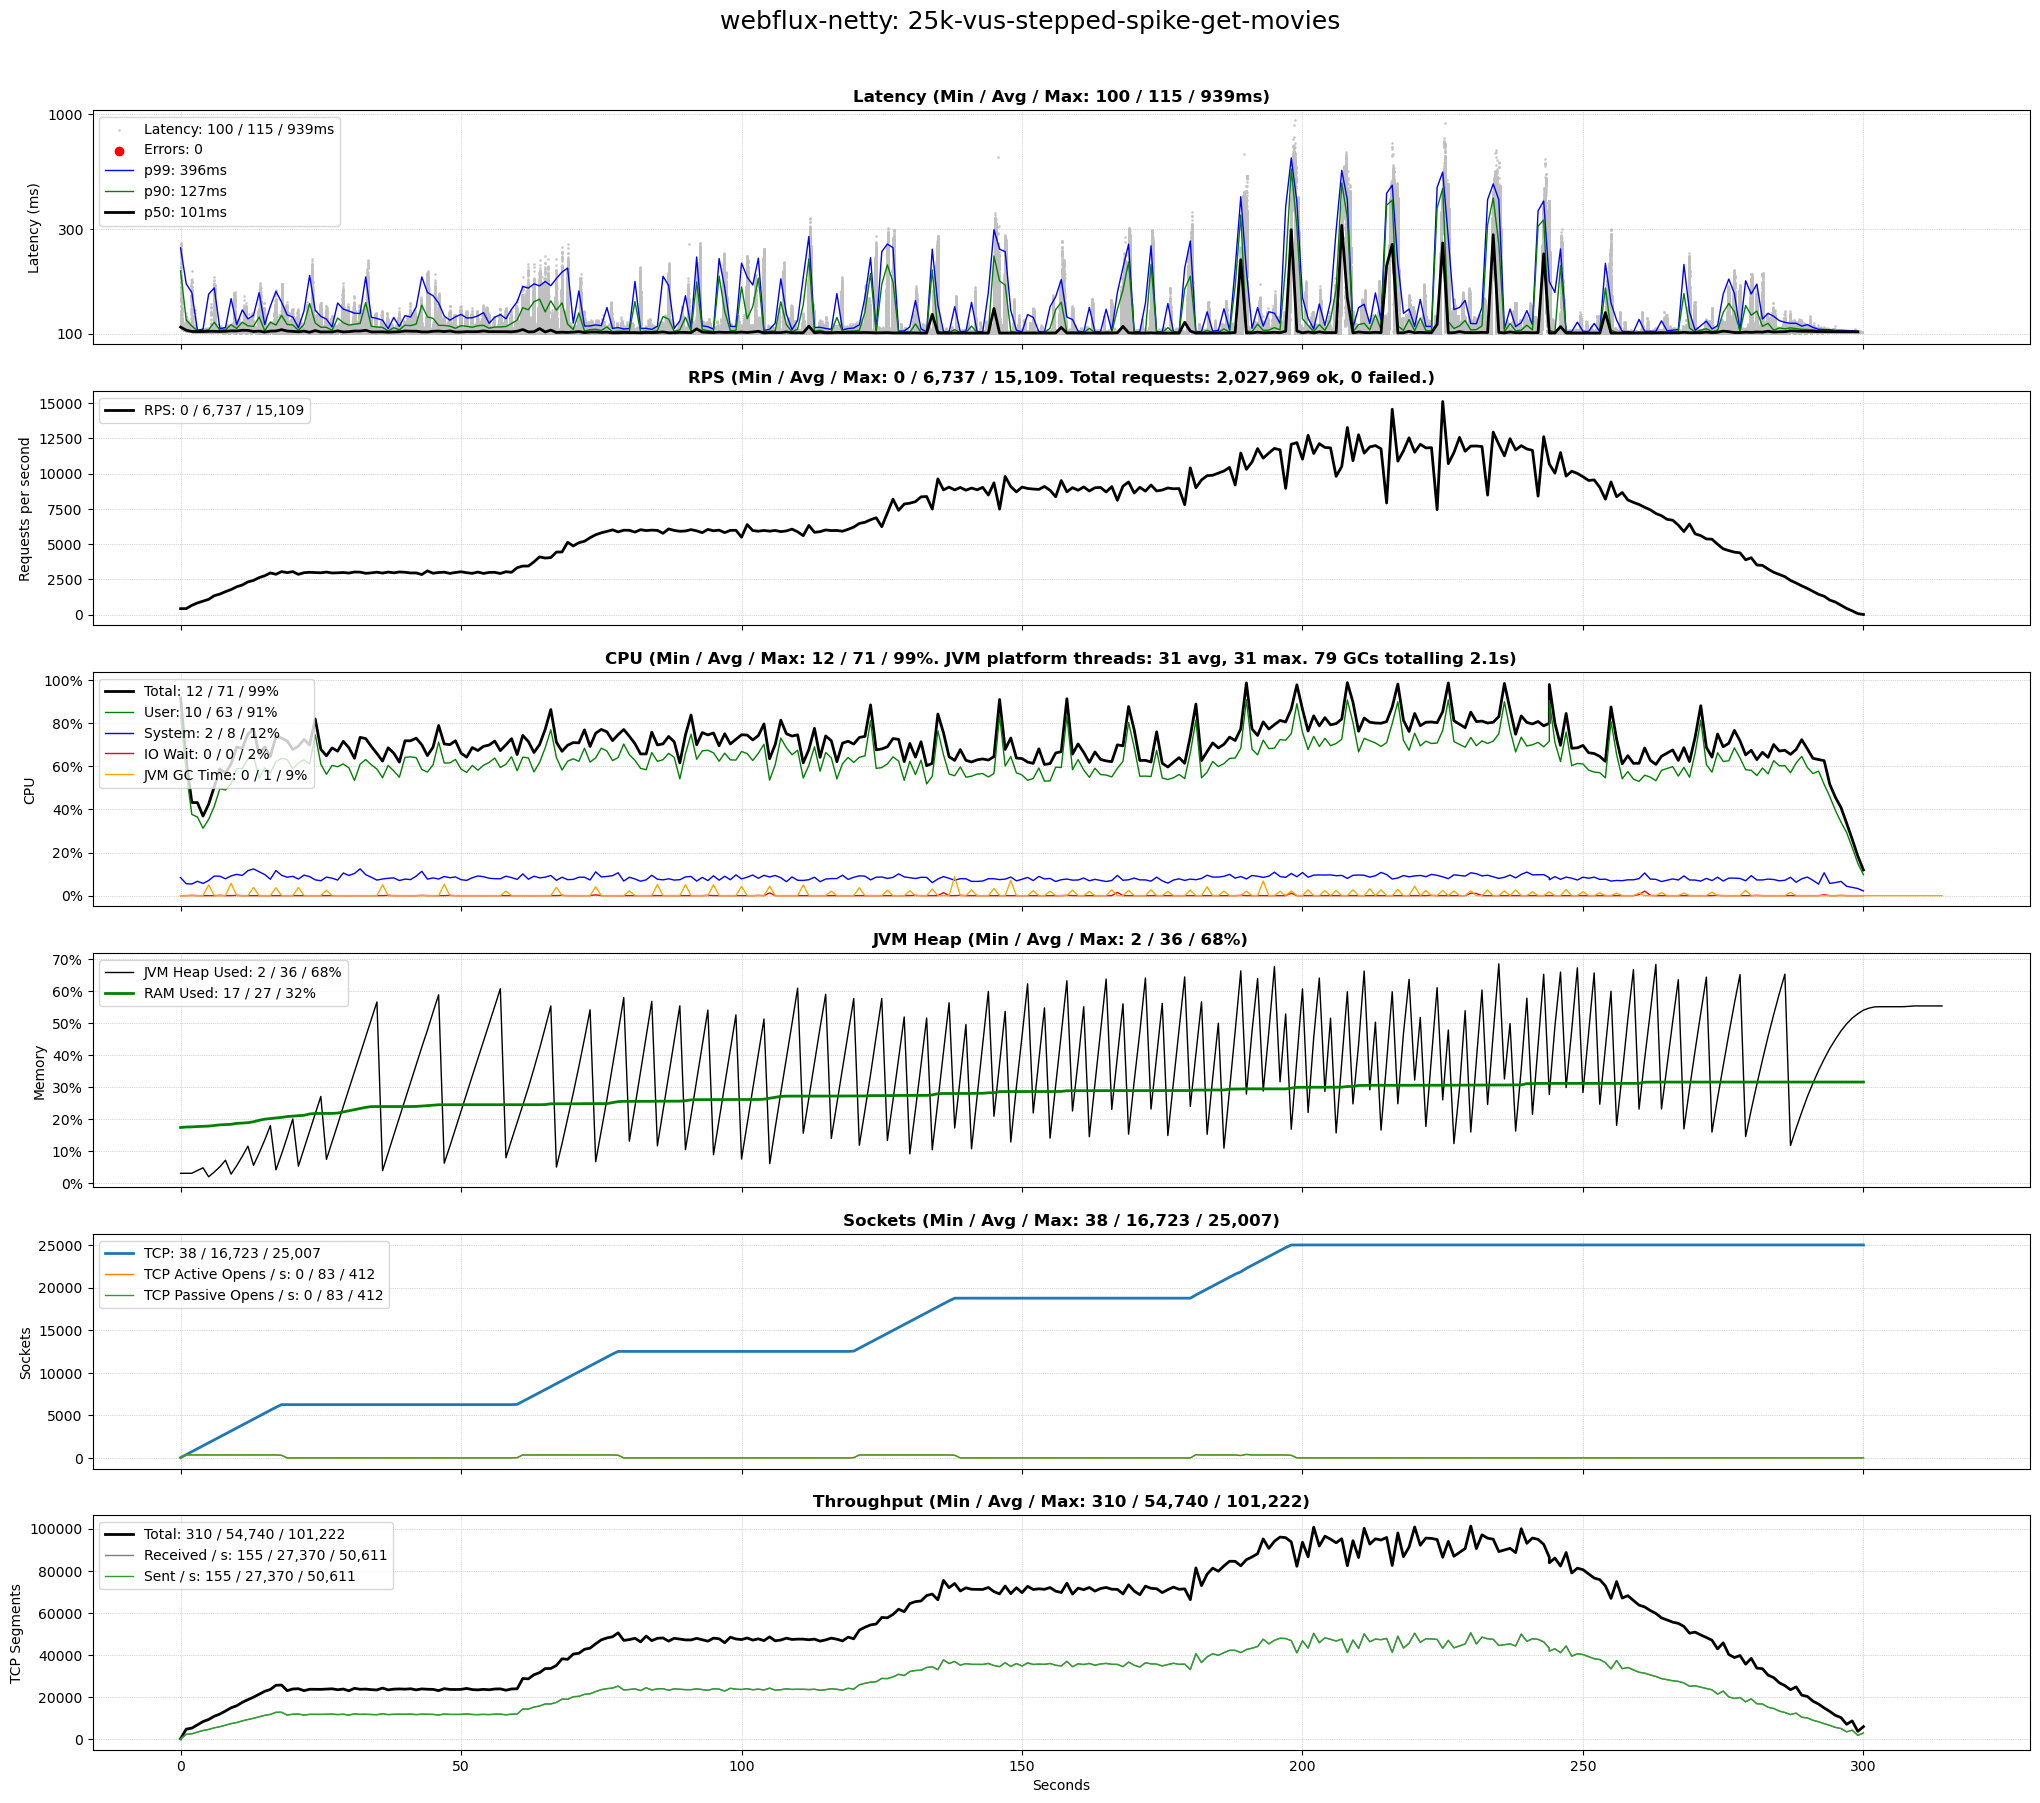 webflux-netty: 25k-vus-stepped-spike-get-movies
Latency (Min / Avg / Max: 100 / 115 / 939ms)
Latency (ms)
1000
300
100
Latency: 100 / 115 / 939ms
Errors: 0
p99: 396ms
p90: 127ms
p50: 101ms
RPS (Min / Avg / Max: 0 / 6,737 / 15,109. Total requests: 2,027,969 ok, 0 failed.)
Requests per second
15000
12500
10000
7500
5000
2500
0
RPS: 0 / 6,737 / 15,109
CPU (Min / Avg / Max: 12 / 71 / 99%. JVM platform threads: 31 avg, 31 max. 79 GCs totalling 2.1s)
CPU
100%
80%
60%
40%
20%
0%
Total: 12 / 71 / 99%
User: 10 / 63 / 91%
System: 2 / 8 / 12%
IO Wait: 0 / 0 / 2%
JVM GC Time: 0 / 1 / 9%
JVM Heap (Min / Avg / Max: 2 / 36 / 68%)
Memory
70%
60%
50%
40%
30%
20%
10%
0%
JVM Heap Used: 2 / 36 / 68%
RAM Used: 17 / 27 / 32%
Sockets (Min / Avg / Max: 38 / 16,723 / 25,007)
Sockets
25000
20000
15000
10000
5000
0
TCP: 38 / 16,723 / 25,007
TCP Active Opens / s: 0 / 83 / 412
TCP Passive Opens / s: 0 / 83 / 412
Throughput (Min / Avg / Max: 310 / 54,740 / 101,222)
TCP Segments
100000
80000
60000
40000
20000
0
Total: 310 / 54,740 / 101,222
Received / s: 155 / 27,370 / 50,611
Sent / s: 155 / 27,370 / 50,611
0 50 100 150 200 250 300
Seconds